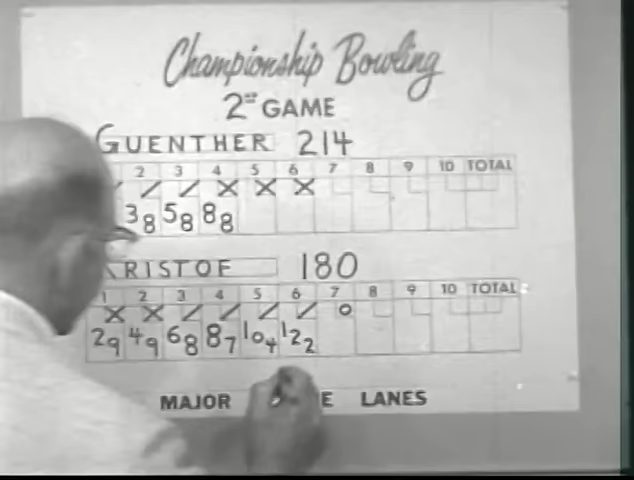 Championship Bowling
2ND GAME
GUENTHER 214
2 3 4 5 6 7 8 9 10 TOTAL
/ / X X X
38 58 88
RISTOF 180
1 2 3 4 5 6 7 8 9 10 TOTAL
X X / / / / O
29 49 68 87 104 122
MAJOR E LANES